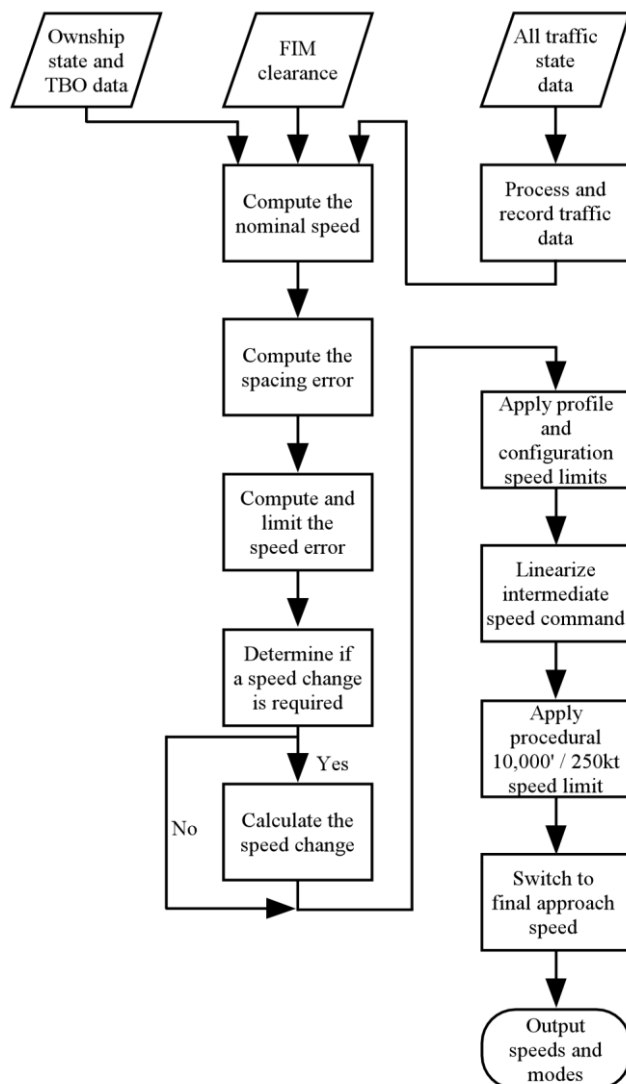 Ownship
state and
TBO data
FIM
clearance
All traffic
state
data
Compute the
nominal speed
Process and
record traffic
data
Compute the
spacing error
Apply profile
and
configuration
speed limits
Compute and
limit the
speed error
Linearize
intermediate
speed command
Determine if
a speed change
is required
Apply
procedural
10,000' / 250kt
speed limit
Yes
No
Calculate the
speed change
Switch to
final approach
speed
Output
speeds and
modes